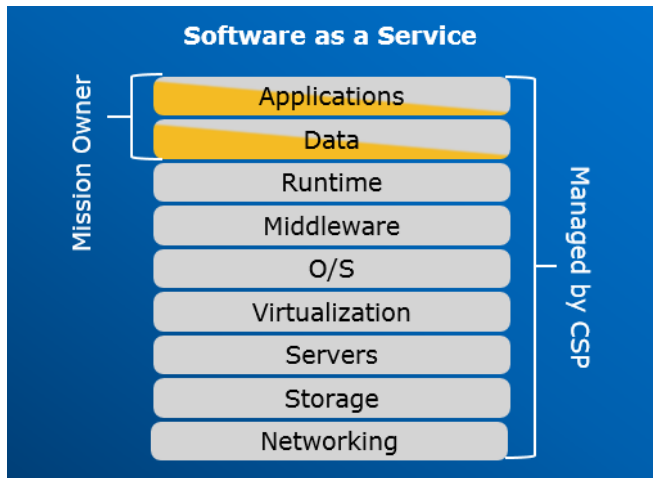 Software as a Service
Mission Owner
Applications
Data
Runtime
Middleware
O/S
Virtualization
Servers
Storage
Networking
Managed by CSP